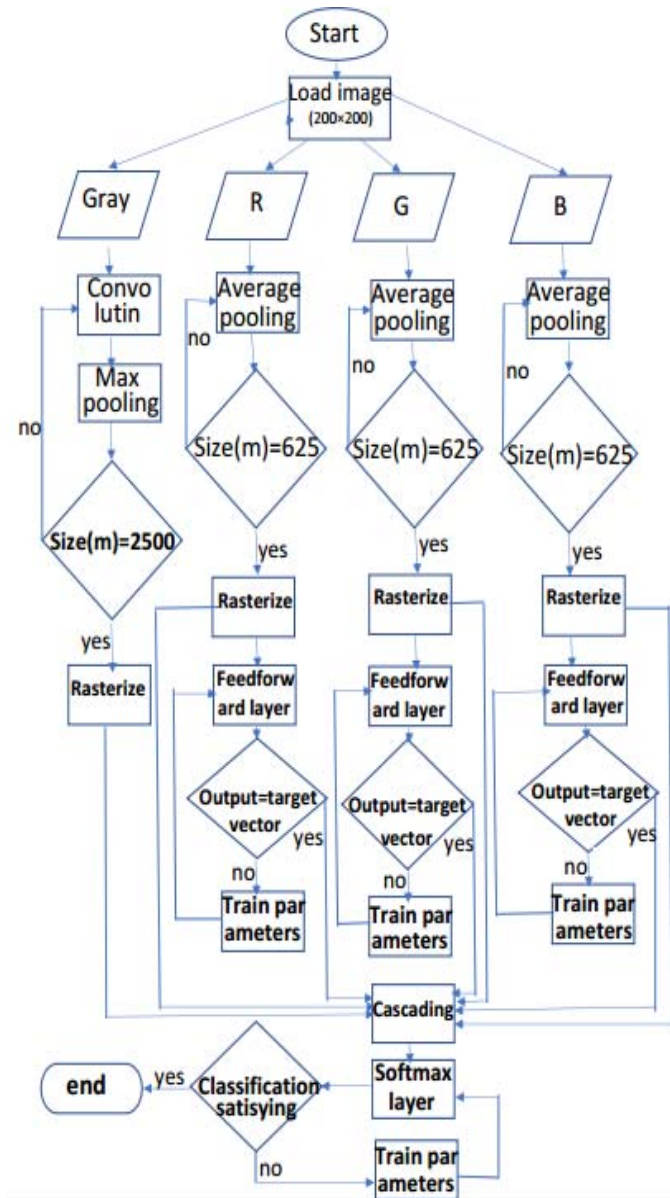 Start
Load image
(200×200)
Gray
R
G
B
Convo
lutin
Average
pooling
Average
pooling
Average
pooling
no
no
no
Max
pooling
no
Size(m)=625
Size(m)=625
Size(m)=625
Size(m)=2500
yes
yes
yes
Rasterize
Rasterize
Rasterize
yes
Rasterize
Feedforw
ard layer
Feedforw
ard layer
Feedforw
ard layer
Output=target
vector
yes
Output=target
vector
yes
Output=target
vector
yes
no
no
no
Train par
ameters
Train par
ameters
Train par
ameters
Cascading
end
yes
Classification
satisying
Softmax
layer
no
Train par
ameters